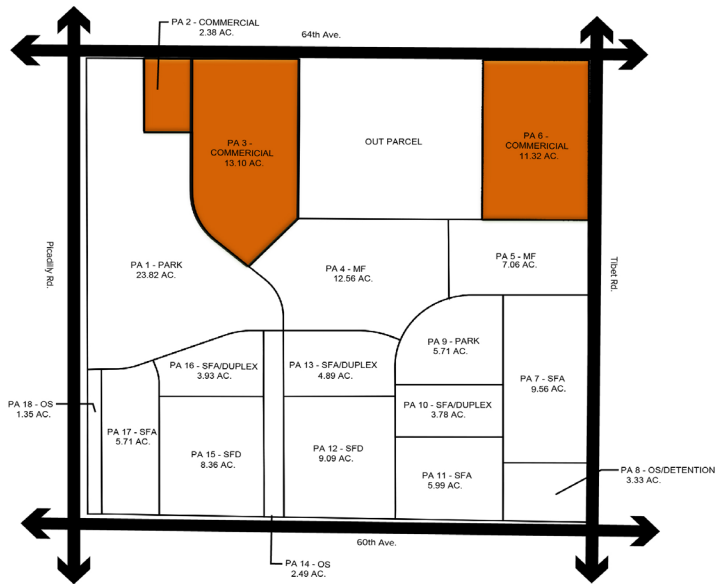 PA 2 - COMMERCIAL
2.38 AC.
64th Ave.
PA 3 -
COMMERICIAL
13.10 AC.
OUT PARCEL
PA 6 -
COMMERICIAL
11.32 AC.
Picadilly Rd.
PA 1 - PARK
23.82 AC.
PA 4 - MF
12.56 AC.
PA 5 - MF
7.06 AC.
Tibet Rd.
PA 9 - PARK
5.71 AC.
PA 16 - SFA/DUPLEX
3.93 AC.
PA 13 - SFA/DUPLEX
4.89 AC.
PA 7 - SFA
9.56 AC.
PA 18 - OS
1.35 AC.
PA 10 - SFA/DUPLEX
3.78 AC.
PA 17 - SFA
5.71 AC.
PA 15 - SFD
8.36 AC.
PA 12 - SFD
9.09 AC.
PA 11 - SFA
5.99 AC.
PA 8 - OS/DETENTION
3.33 AC.
60th Ave.
PA 14 - OS
2.49 AC.